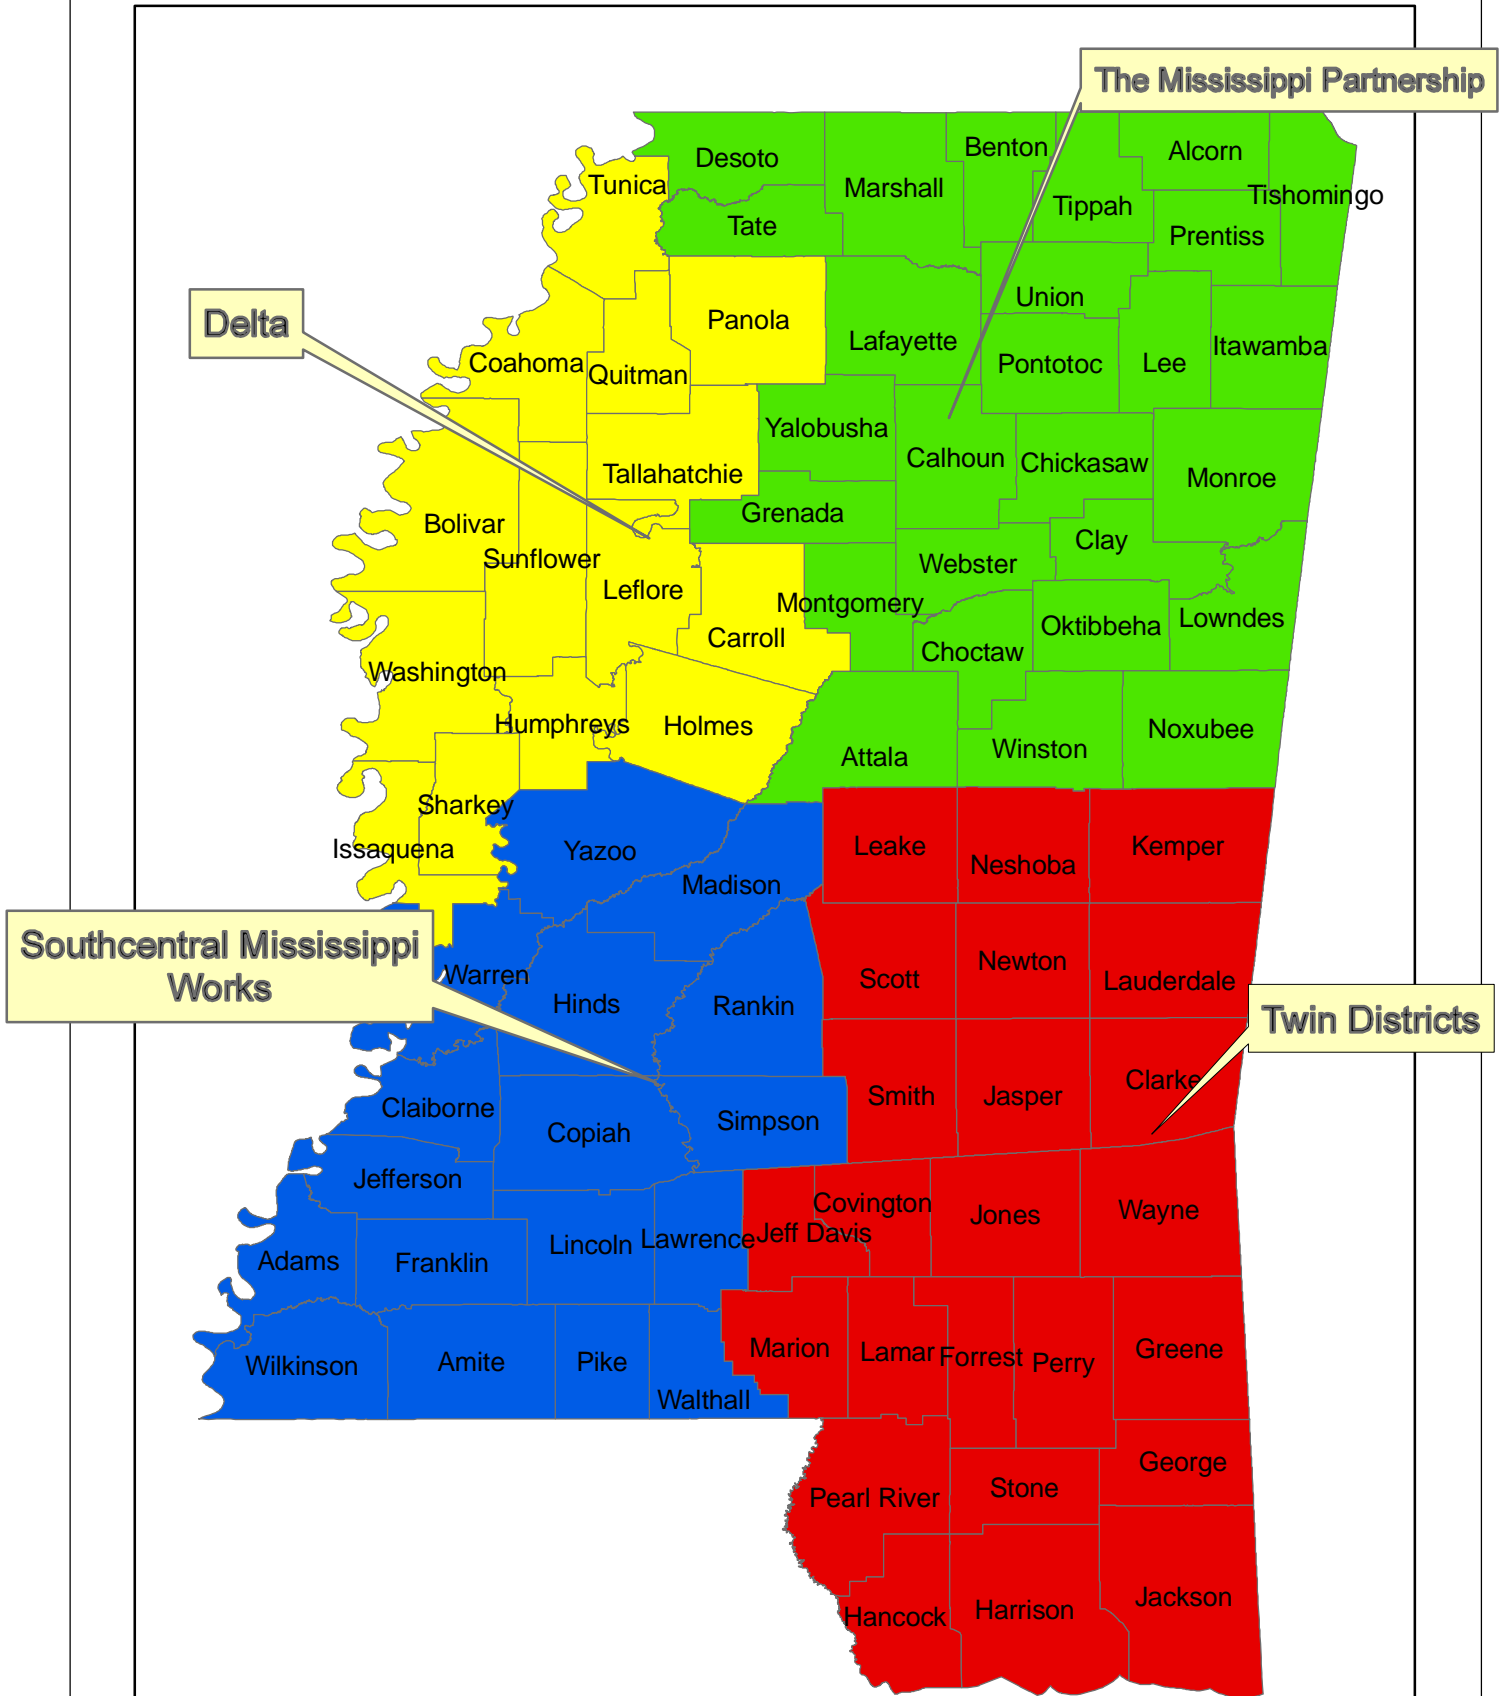 The Mississippi Partnership
Benton
Alcorn
Desoto
Marshall
Tunica
Tishomingo
Tippah
Tate
Prentiss
Union
Delta
Panola
Lafayette
Itawamba
Coahoma
Quitman
Pontotoc
Lee
Yalobusha
Calhoun
Chickasaw
Tallahatchie
Monroe
Grenada
Bolivar
Clay
Sunflower
Webster
Leflore
Montgomery
Lowndes
Oktibbeha
Carroll
Choctaw
Washington
Humphreys
Holmes
Noxubee
Winston
Attala
Sharkey
Issaquena
Yazoo
Leake
Kemper
Neshoba
Madison
Southcentral Mississippi
Works
Warren
Newton
Scott
Lauderdale
Hinds
Rankin
Twin Districts
Clarke
Smith
Jasper
Claiborne
Simpson
Copiah
Jefferson
Covington
Wayne
Jones
Jeff Davis
Lawrence
Lincoln
Adams
Franklin
Marion
Greene
Lamar
Forrest
Perry
Wilkinson
Amite
Pike
Walthall
George
Stone
Pearl River
Jackson
Harrison
Hancock